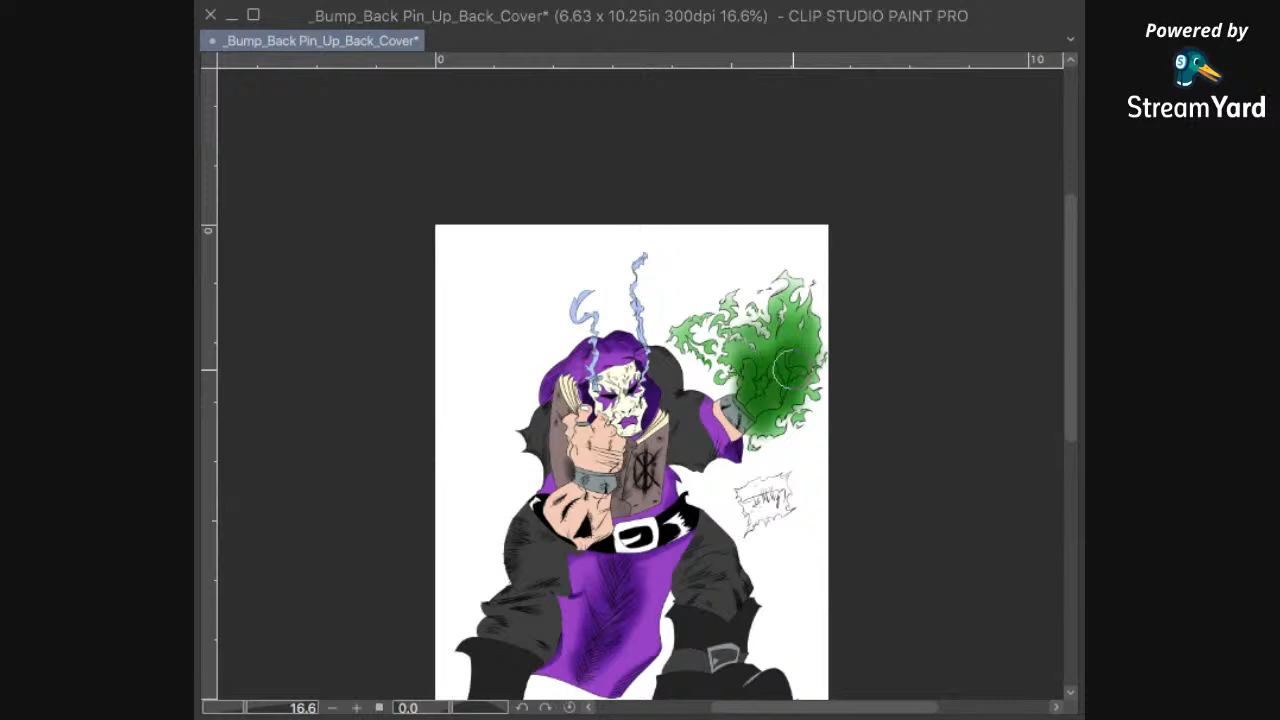 _Bump_Back Pin_Up_Back_Cover* (6.63 x 10.25in 300dpi 16.6%) - CLIP STUDIO PAINT PRO
_Bump_Back Pin_Up_Back_Cover*
0
10
0
16.6
0.0
Powered by
StreamYard